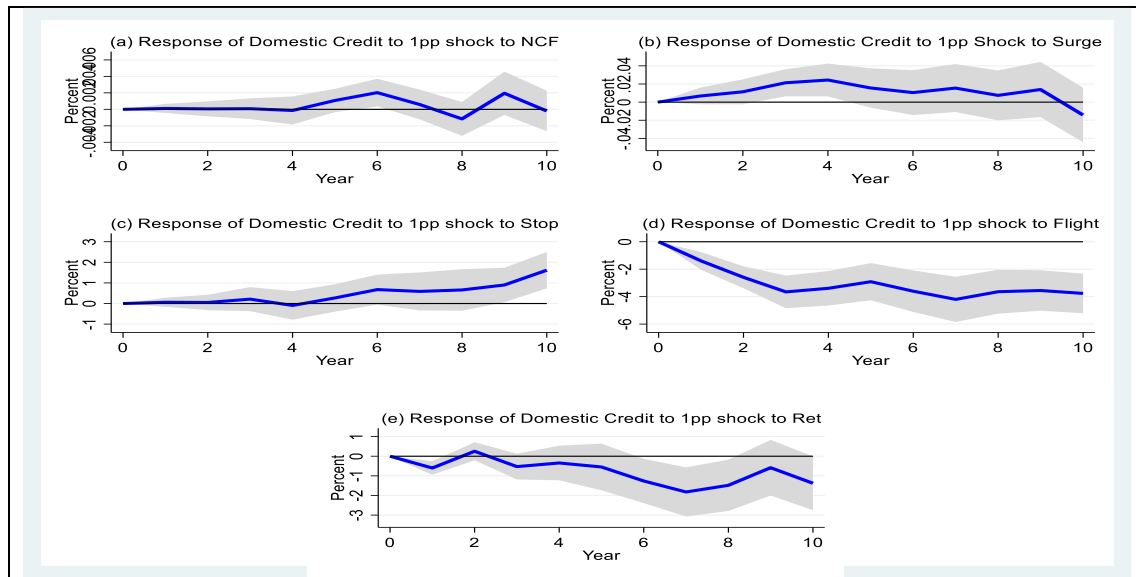 (a) Response of Domestic Credit to 1pp shock to NCF
Percent
0 2 4 6 8 10
Year
(b) Response of Domestic Credit to 1pp Shock to Surge
Percent
-.04-.02 0 .02 .04
0 2 4 6 8 10
Year
(c) Response of Domestic Credit to 1pp shock to Stop
Percent
-1 0 1 2 3
0 2 4 6 8 10
Year
(d) Response of Domestic Credit to 1pp shock to Flight
Percent
-6 -4 -2 0
0 2 4 6 8 10
Year
(e) Response of Domestic Credit to 1pp shock to Ret
Percent
-3 -2 -1 0 1
0 2 4 6 8 10
Year